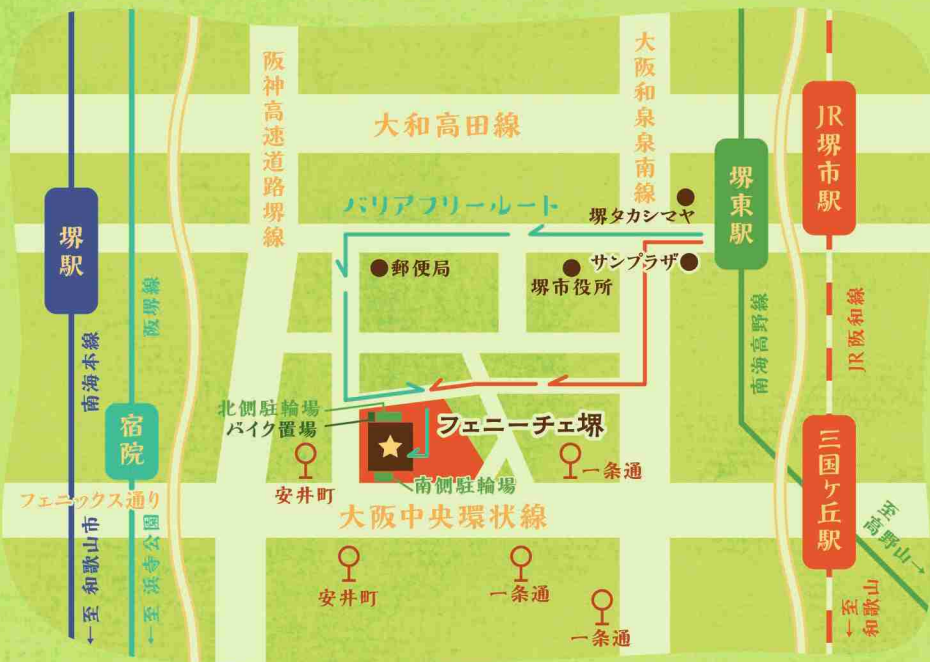 阪神高速道路堺線
大和高田線
大阪和泉泉南線
JR堺市駅
堺東駅
堺駅
バリアフリールート
堺タカシマヤ
サンプラザ
郵便局
堺市役所
阪堺線
南海本線
南海高野線
JR阪和線
宿院
北側駐輪場
バイク置場
フェニーチェ堺
三国ヶ丘駅
安井町
一条通
南側駐輪場
フェニックス通り
大阪中央環状線
←至 和歌山市
←至 浜寺公園
安井町
一条通
一条通
至高野山→
←至和歌山